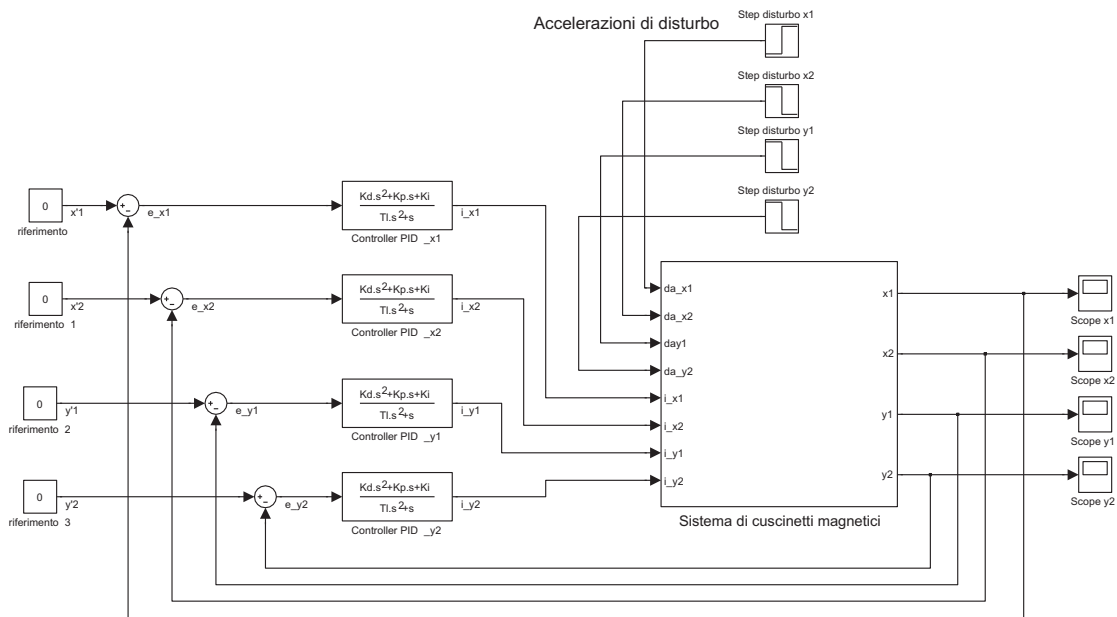 Accelerazioni di disturbo
Step disturbo x1
Step disturbo x2
Step disturbo y1
Step disturbo y2
0
x'1
riferimento
+
−
e_x1
Kd.s²+Kp.s+Ki
Tl.s²+s
Controller PID _x1
i_x1
0
x'2
riferimento 1
+
−
e_x2
Kd.s²+Kp.s+Ki
Tl.s²+s
Controller PID _x2
i_x2
0
y'1
riferimento 2
+
−
e_y1
Kd.s²+Kp.s+Ki
Tl.s²+s
Controller PID _y1
i_y1
0
y'2
riferimento 3
+
−
e_y2
Kd.s²+Kp.s+Ki
Tl.s²+s
Controller PID _y2
i_y2
da_x1
da_x2
day1
da_y2
i_x1
i_x2
i_y1
i_y2
x1
x2
y1
y2
Sistema di cuscinetti magnetici
Scope x1
Scope x2
Scope y1
Scope y2